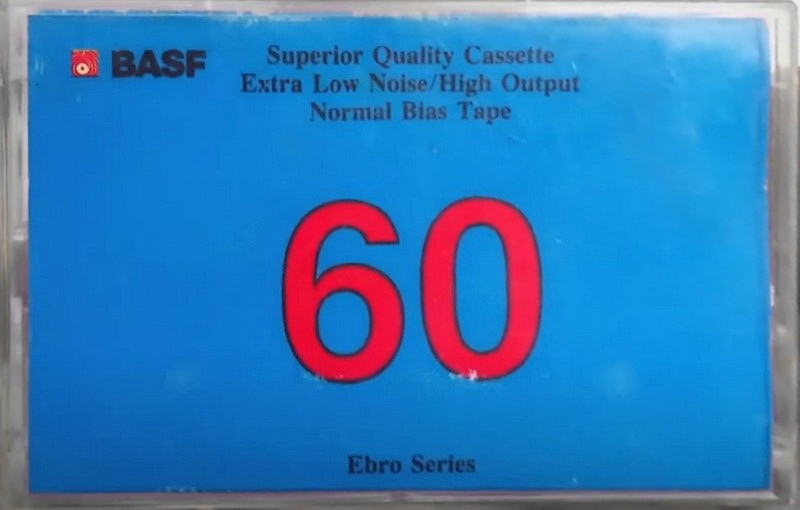 BASF
Superior Quality Cassette
Extra Low Noise/High Output
Normal Bias Tape
60
Ebro Series